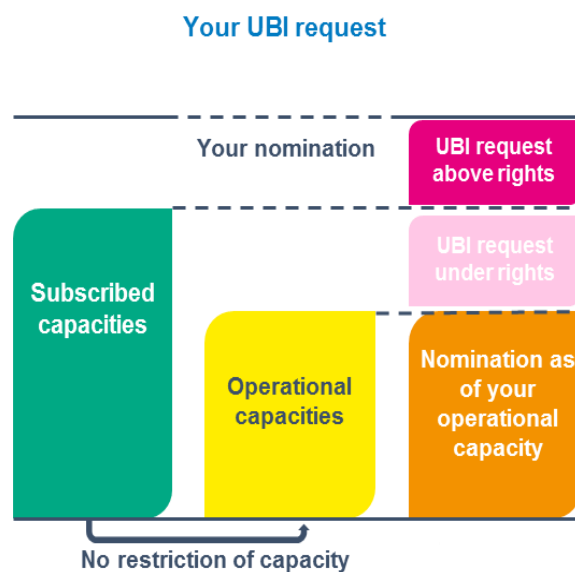 Your UBI request
Your nomination
UBI request
above rights
UBI request
under rights
Subscribed
capacities
Operational
capacities
Nomination as
of your
operational
capacity
No restriction of capacity